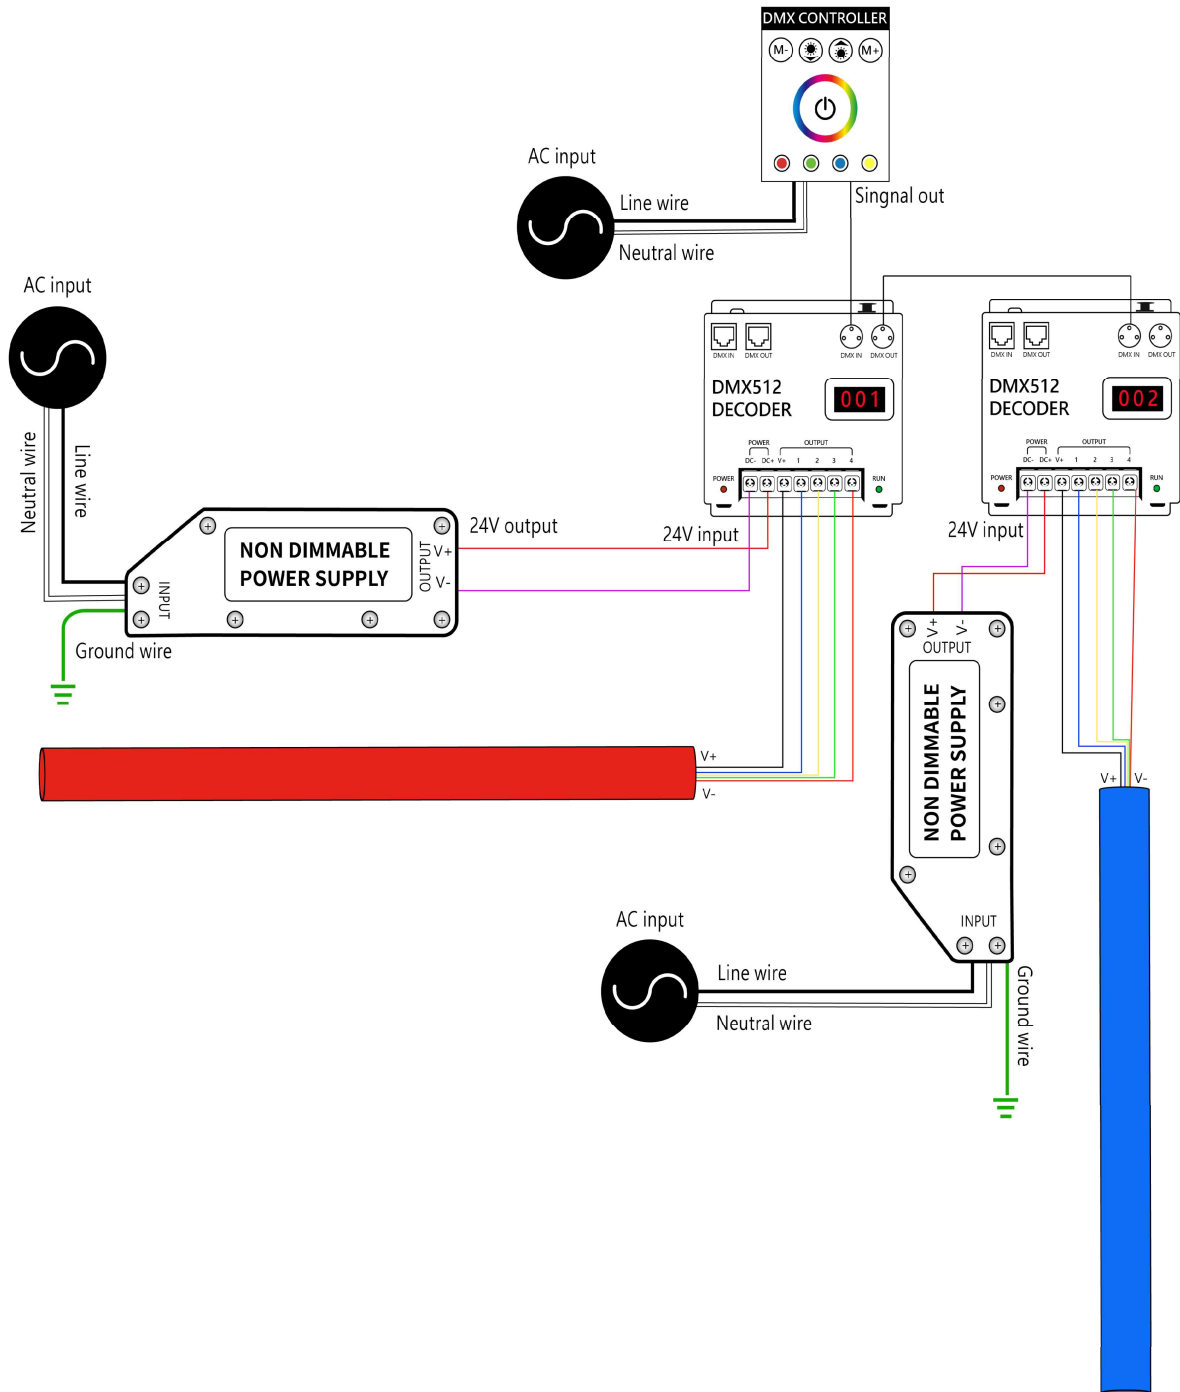 DMX CONTROLLER
M-
M+
AC input
Line wire
Neutral wire
Singnal out
AC input
Neutral wire
Line wire
DMX IN
DMX OUT
DMX IN
DMX OUT
DMX512
DECODER
001
POWER
OUTPUT
DC-
DC+
V+
1
2
3
4
POWER
RUN
DMX IN
DMX OUT
DMX IN
DMX OUT
DMX512
DECODER
002
POWER
OUTPUT
DC-
DC+
V+
1
2
3
4
POWER
RUN
24V output
24V input
24V input
NON DIMMABLE
POWER SUPPLY
INPUT
OUTPUT
V+
V-
Ground wire
V+
V-
OUTPUT
NON DIMMABLE
POWER SUPPLY
INPUT
V+
V-
V+
V-
AC input
Line wire
Neutral wire
Ground wire